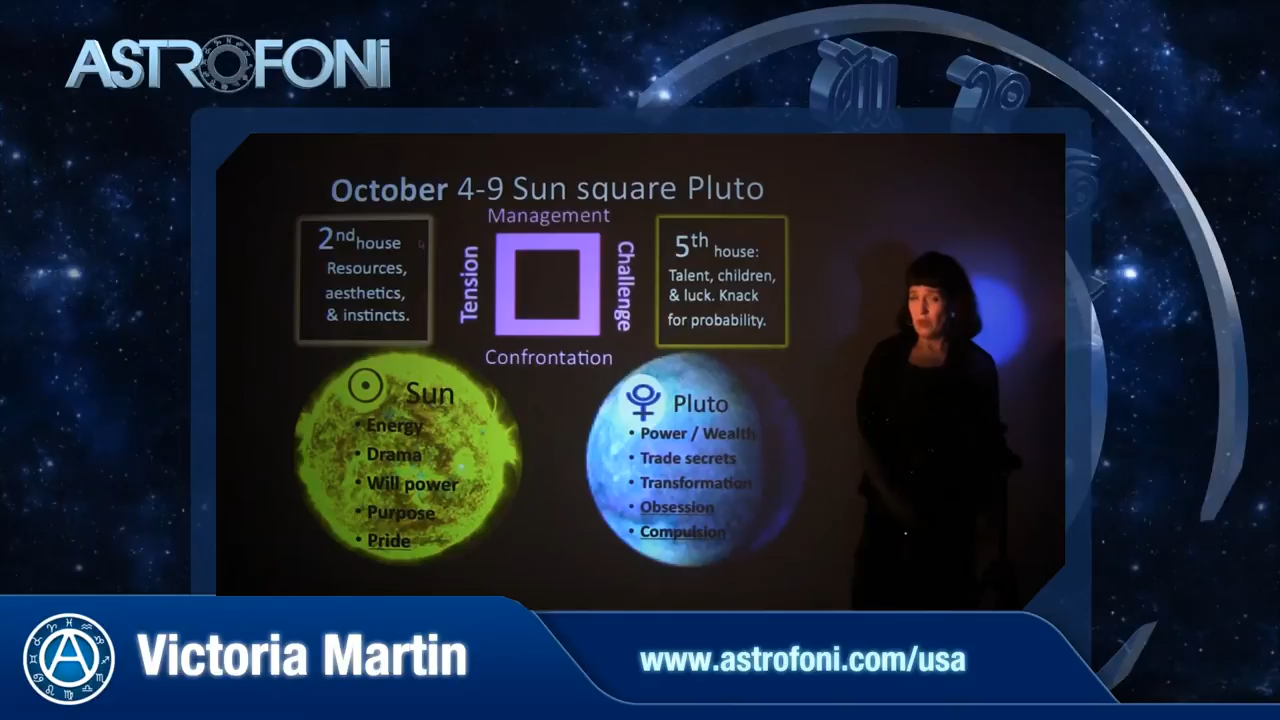 ASTROFONi
October 4-9 Sun square Pluto
Management
2nd house
Resources,
aesthetics,
& instincts.
Tension
Challenge
5th house:
Talent, children,
& luck. Knack
for probability.
Confrontation
Sun
• Energy
• Drama
• Will power
• Purpose
• Pride
Pluto
• Power / Wealth
• Trade secrets
• Transformation
• Obsession
• Compulsion
Victoria Martin
www.astrofoni.com/usa